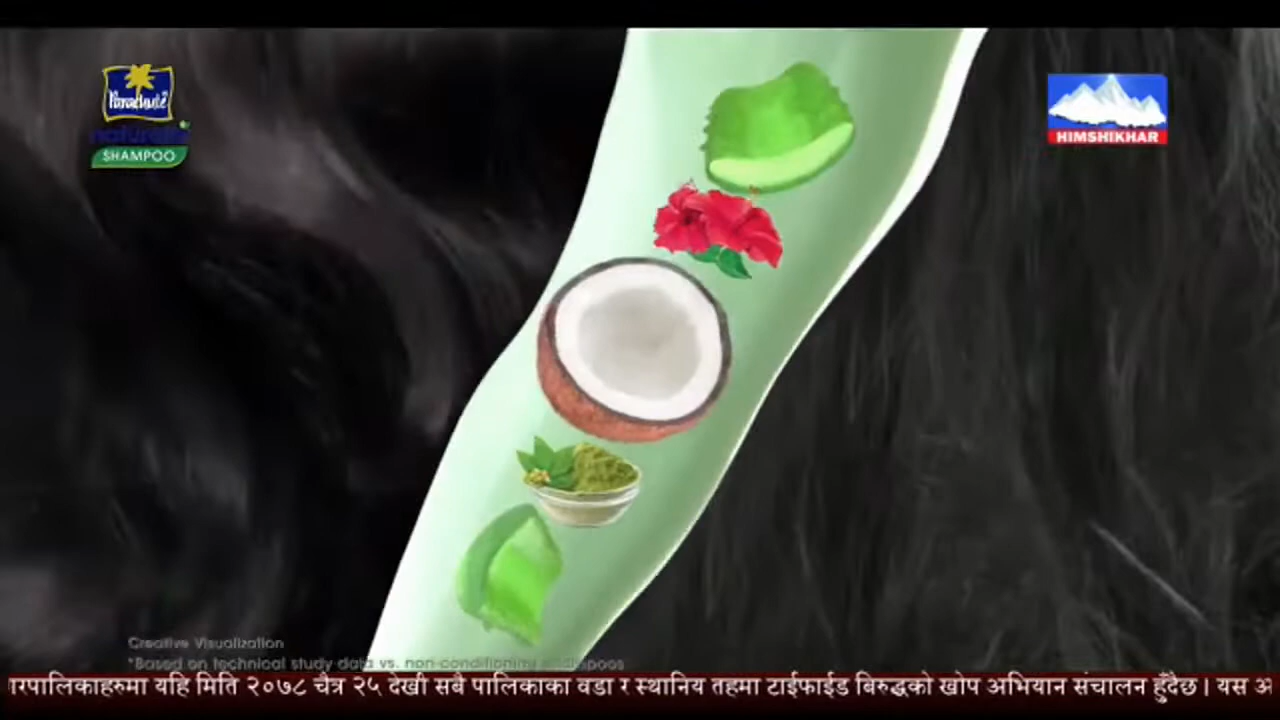 Parachute
naturale
SHAMPOO
HIMSHIKHAR
Creative Visualization
*Based on technical study data vs. non-conditioning shampoos
रपालिकाहरुमा यहि मिति २०७८ चैत्र २५ देखी सबै पालिकाका वडा र स्थानिय तहमा टाईफाईड बिरुद्धको खोप अभियान संचालन हुँदैछ । यस